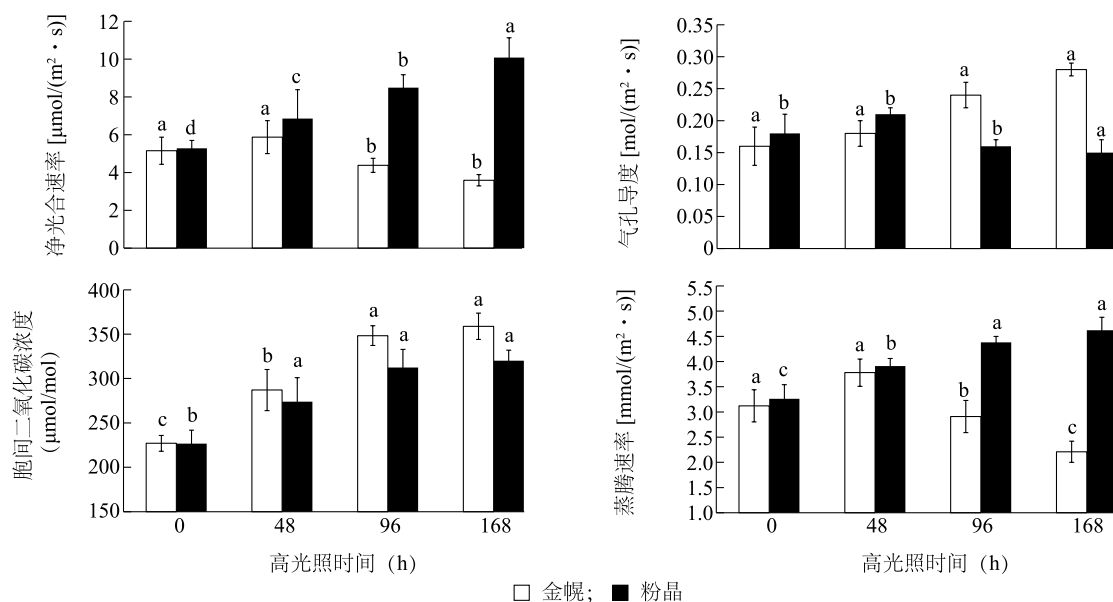 净光合速率 [μmol/(m²·s)]
12
10
8
6
4
2
0
a
d
a
c
b
b
b
a
气孔导度 [mol/(m²·s)]
0.35
0.30
0.25
0.20
0.15
0.10
0.05
0
a
b
a
b
a
b
a
a
胞间二氧化碳浓度
(μmol/mol)
400
350
300
250
200
150
c
b
b
a
a
a
a
a
0 48 96 168
高光照时间 (h)
蒸腾速率 [mmol/(m²·s)]
5.5
5.0
4.5
4.0
3.5
3.0
2.5
2.0
1.5
1.0
a
c
a
b
b
a
c
a
0 48 96 168
高光照时间 (h)
金幌; 粉晶